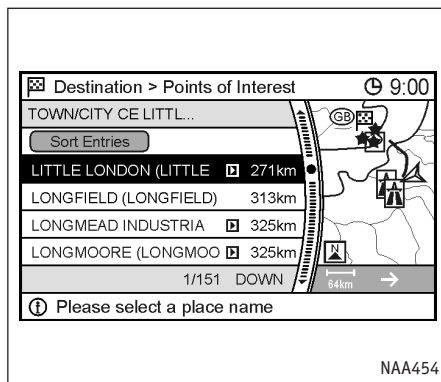 Destination > Points of Interest 9:00
TOWN/CITY CE LITTL...
GB
Sort Entries
LITTLE LONDON (LITTLE 271km
LONGFIELD (LONGFIELD) 313km
LONGMEAD INDUSTRIA 325km
LONGMOORE (LONGMOO 325km
N
1/151 DOWN
64km
Please select a place name
NAA454